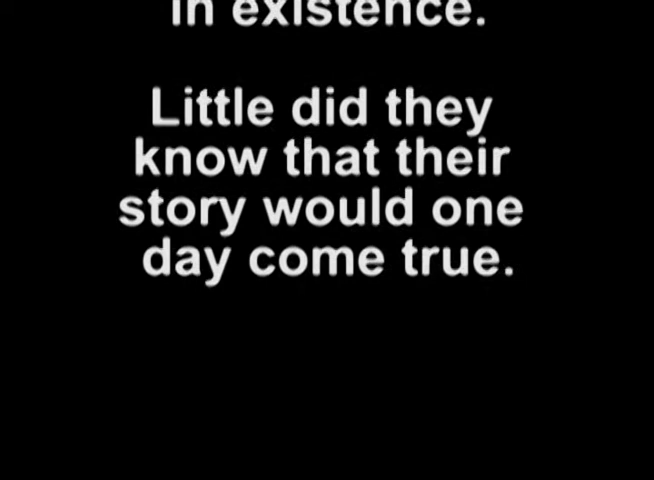 in existence.
Little did they
know that their
story would one
day come true.